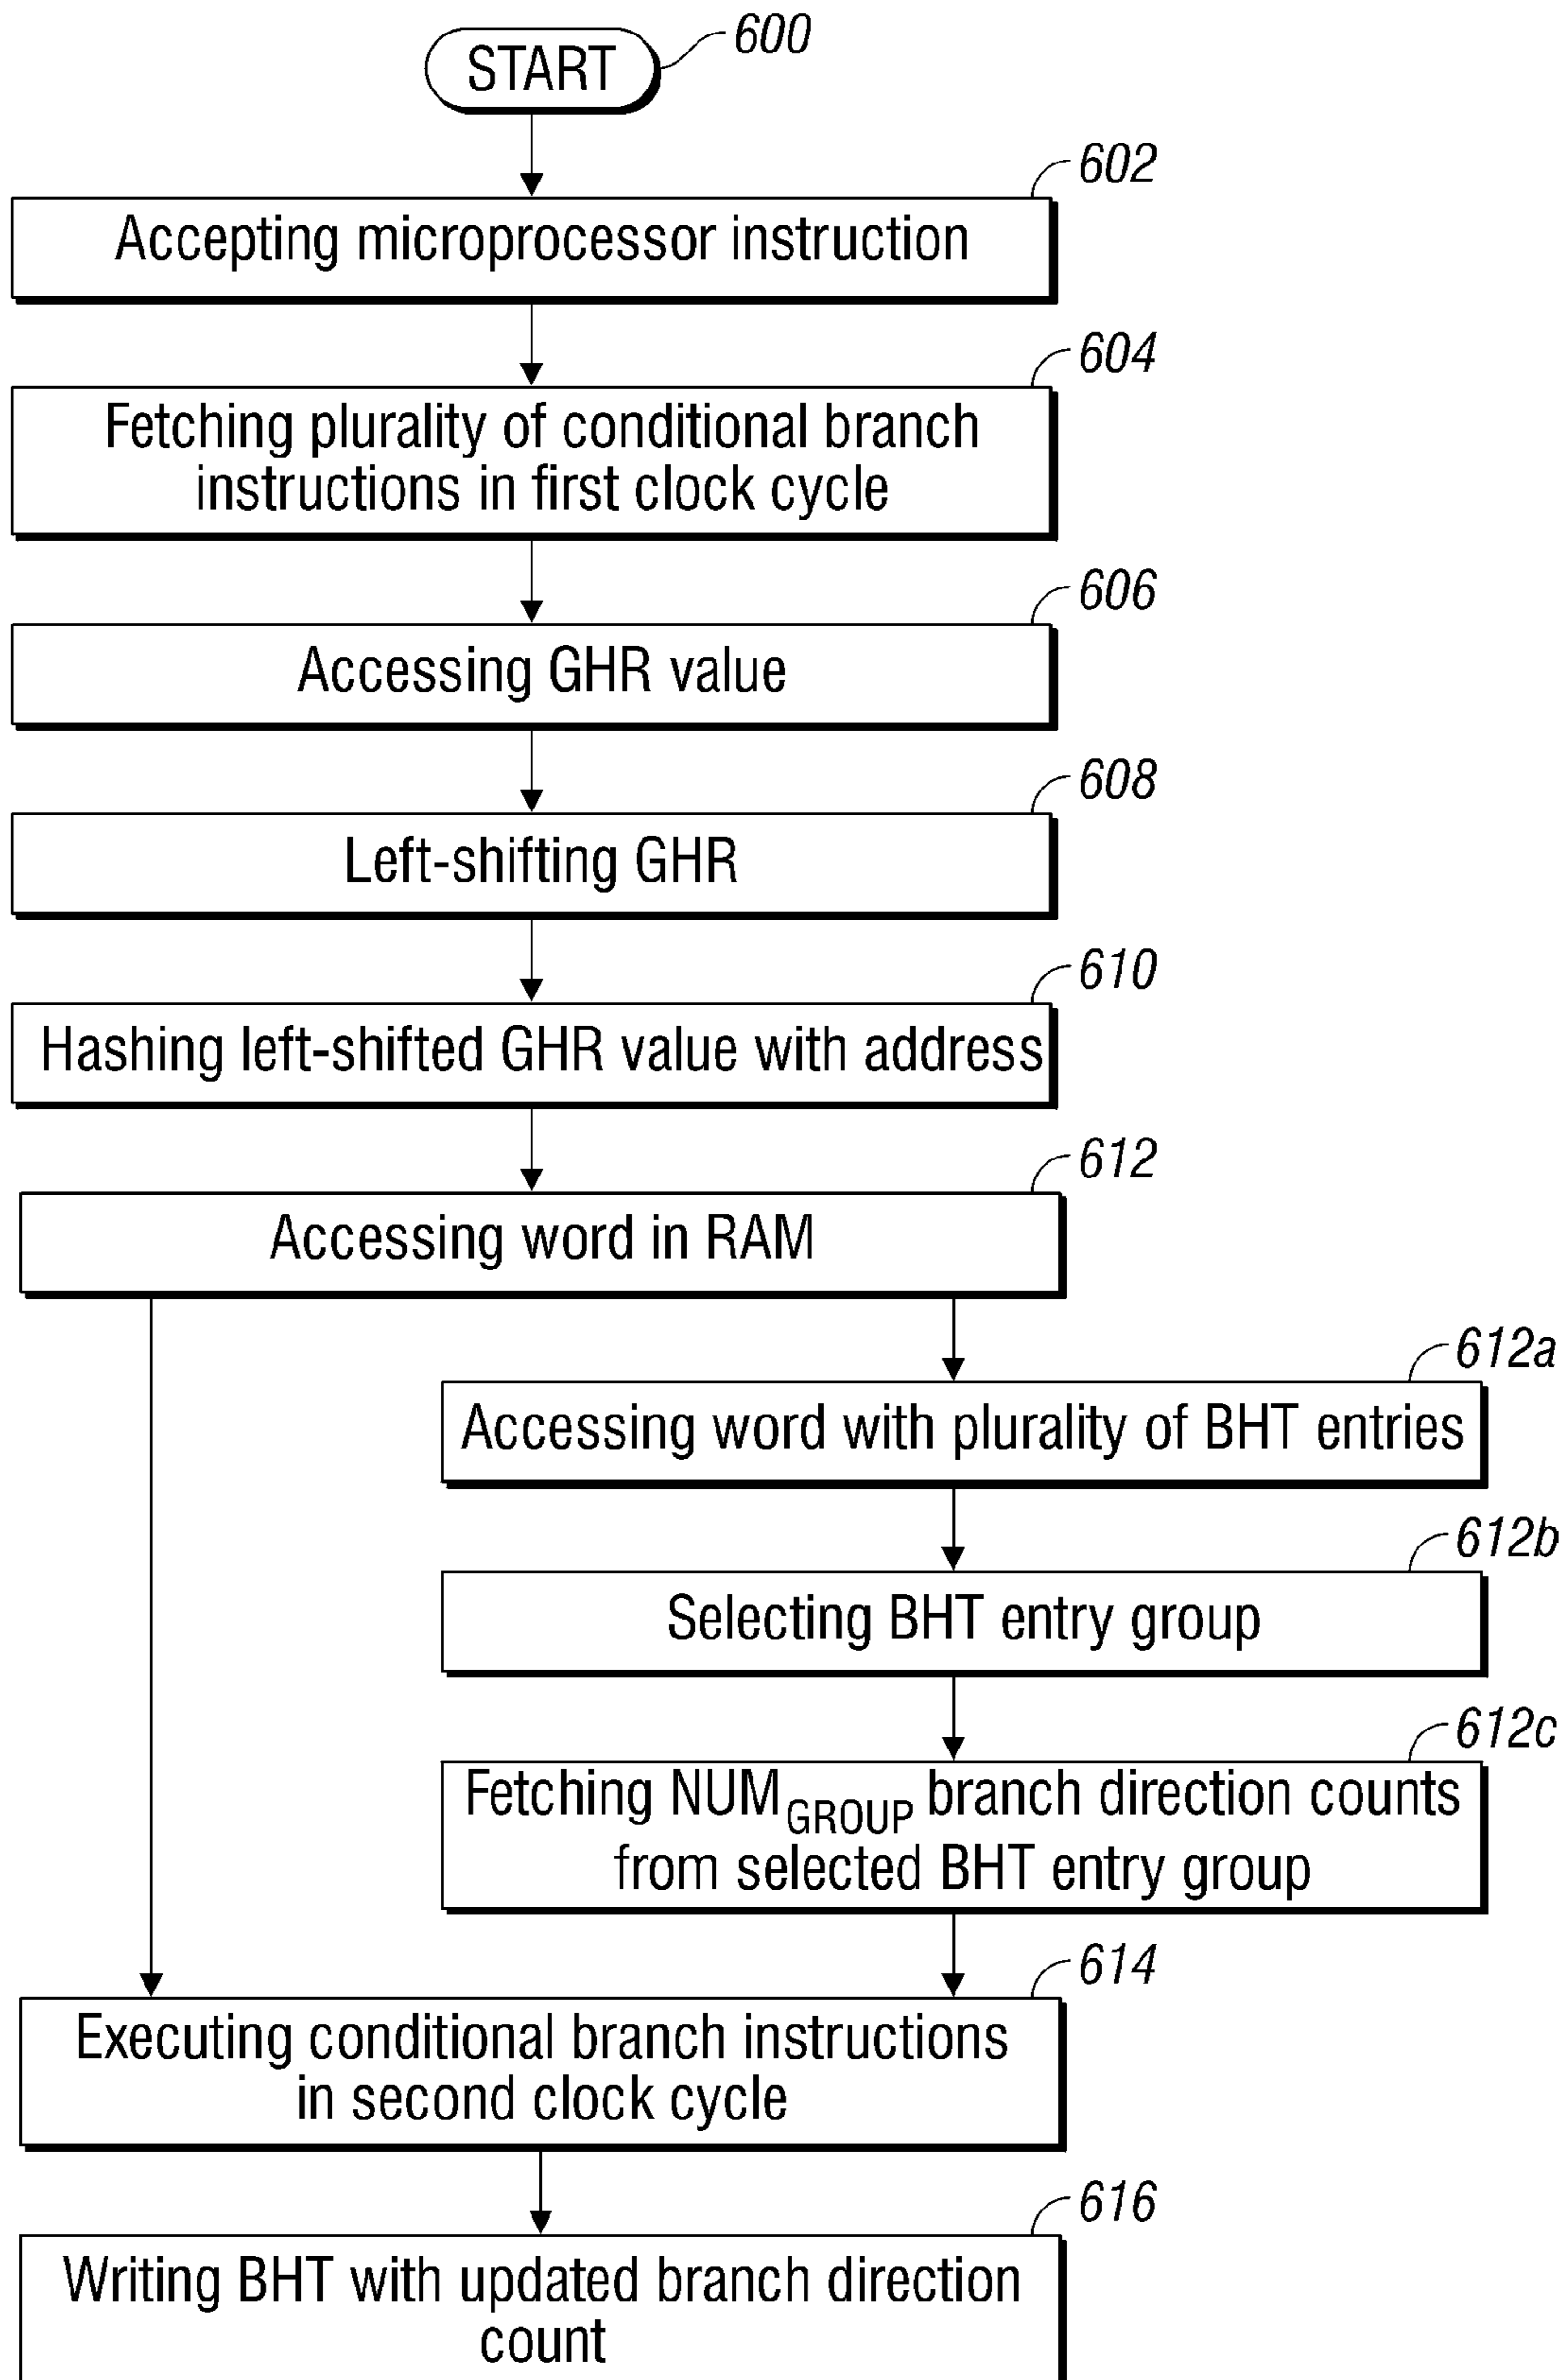 START
600
602
Accepting microprocessor instruction
604
Fetching plurality of conditional branch
instructions in first clock cycle
606
Accessing GHR value
608
Left-shifting GHR
610
Hashing left-shifted GHR value with address
612
Accessing word in RAM
612a
Accessing word with plurality of BHT entries
612b
Selecting BHT entry group
612c
Fetching NUM_GROUP branch direction counts
from selected BHT entry group
614
Executing conditional branch instructions
in second clock cycle
616
Writing BHT with updated branch direction
count